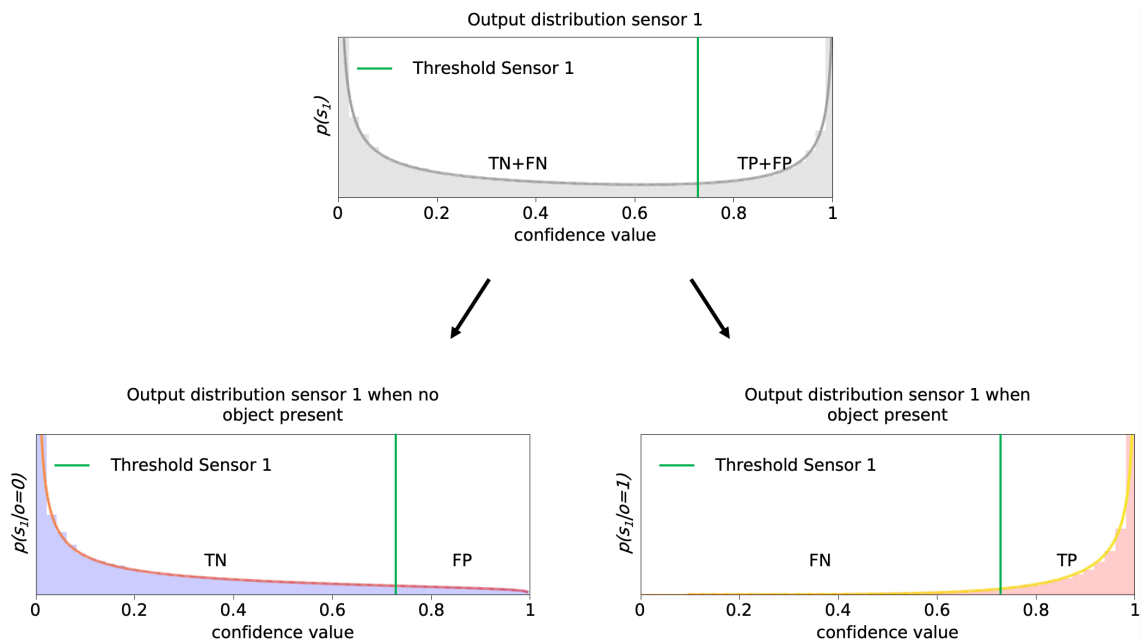 Output distribution sensor 1
Threshold Sensor 1
p(s₁)
TN+FN
TP+FP
0 0.2 0.4 0.6 0.8 1
confidence value
Output distribution sensor 1 when no
object present
Threshold Sensor 1
p(s₁|o=0)
TN
FP
0 0.2 0.4 0.6 0.8 1
confidence value
Output distribution sensor 1 when
object present
Threshold Sensor 1
p(s₁|o=1)
FN
TP
0 0.2 0.4 0.6 0.8 1
confidence value